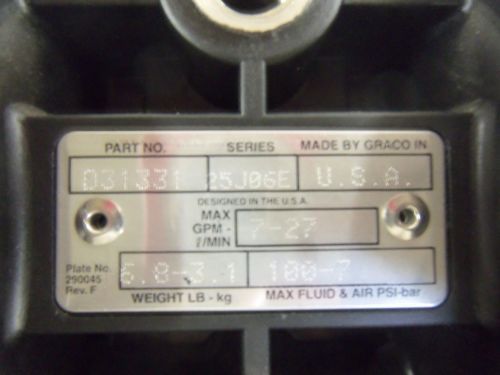 PART NO. SERIES MADE BY GRACO IN
D31331 25J06E U.S.A.
DESIGNED IN THE U.S.A.
MAX
GPM -
ℓ/MIN 7-27
Plate No.
290045
Rev. F
6.8-3.1 100-7
WEIGHT LB - kg MAX FLUID & AIR PSI-bar